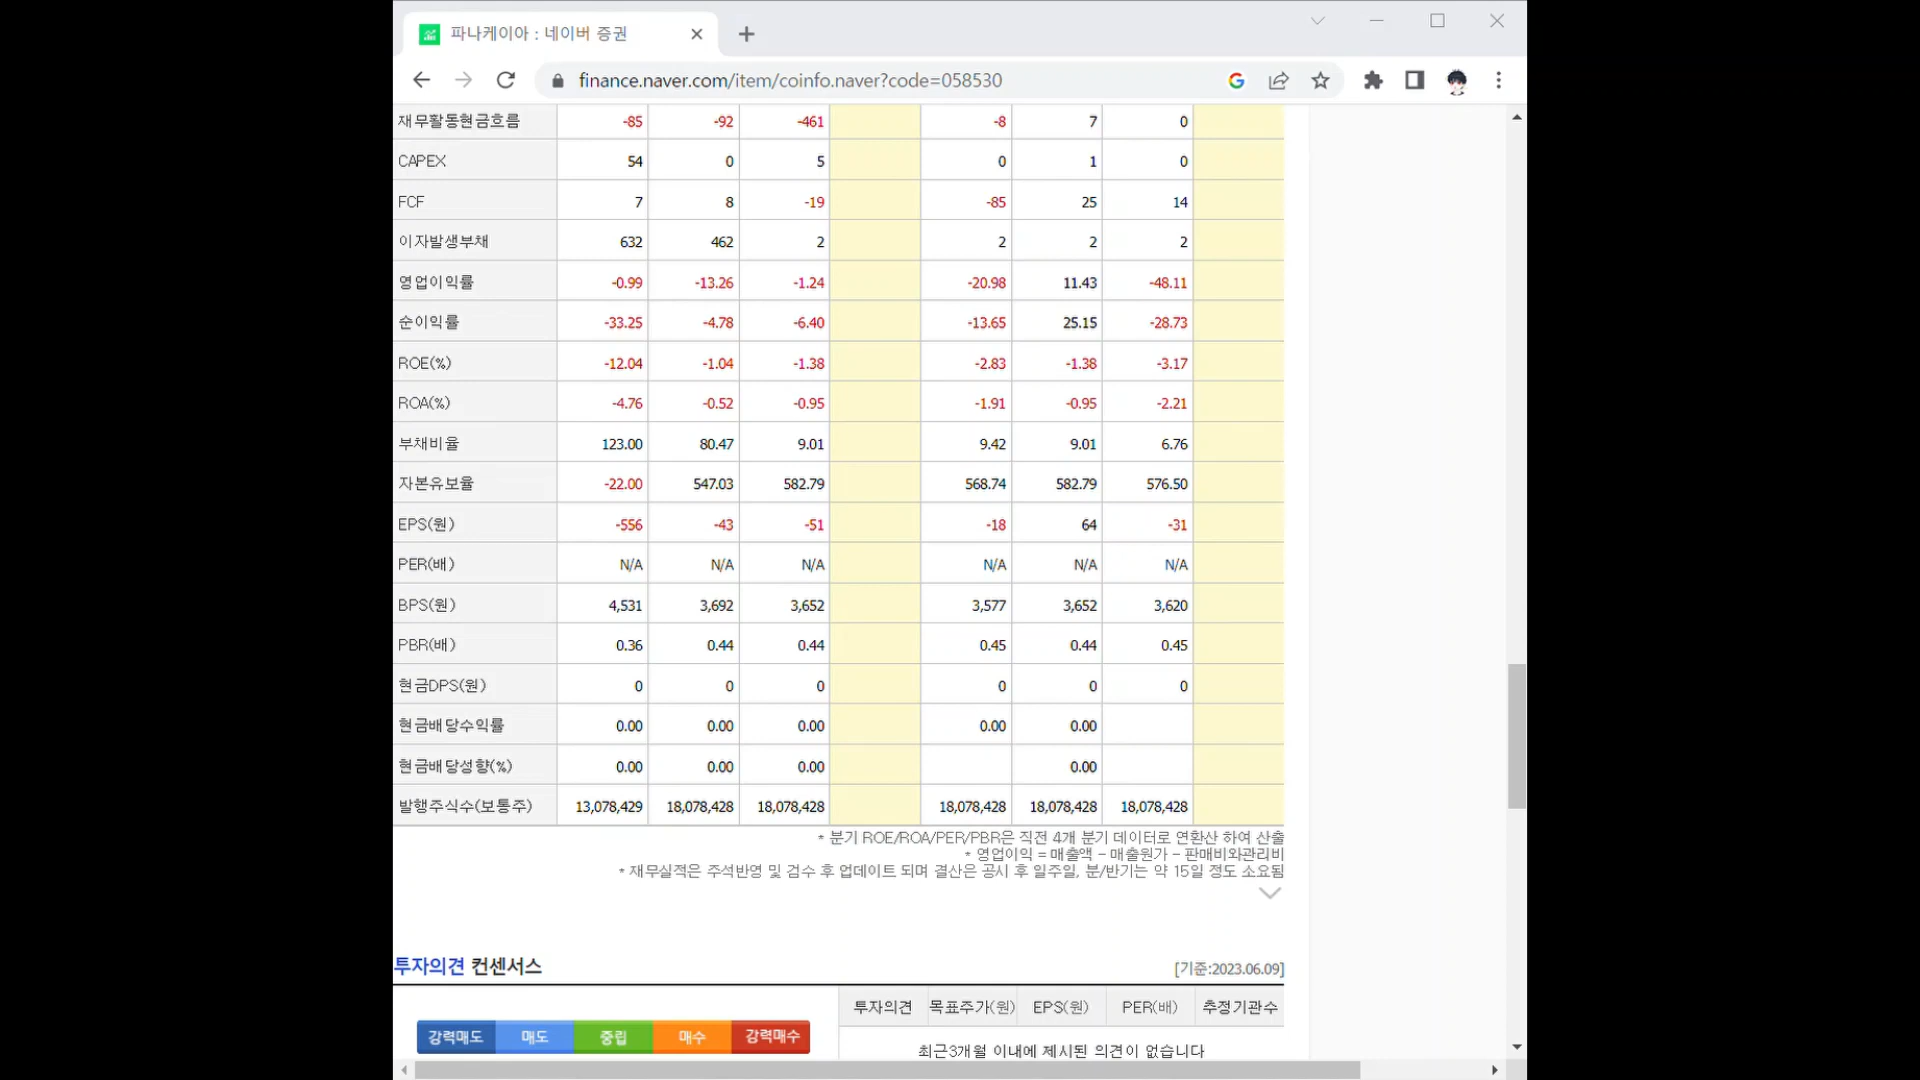 파나케이아 : 네이버 증권
finance.naver.com/item/coinfo.naver?code=058530
재무활동현금흐름 -85 -92 -461 -8 7 0
CAPEX 54 0 5 0 1 0
FCF 7 8 -19 -85 25 14
이자발생부채 632 462 2 2 2 2
영업이익률 -0.99 -13.26 -1.24 -20.98 11.43 -48.11
순이익률 -33.25 -4.78 -6.40 -13.65 25.15 -28.73
ROE(%) -12.04 -1.04 -1.38 -2.83 -1.38 -3.17
ROA(%) -4.76 -0.52 -0.95 -1.91 -0.95 -2.21
부채비율 123.00 80.47 9.01 9.42 9.01 6.76
자본유보율 -22.00 547.03 582.79 568.74 582.79 576.50
EPS(원) -556 -43 -51 -18 64 -31
PER(배) N/A N/A N/A N/A N/A N/A
BPS(원) 4,531 3,692 3,652 3,577 3,652 3,620
PBR(배) 0.36 0.44 0.44 0.45 0.44 0.45
현금DPS(원) 0 0 0 0 0 0
현금배당수익률 0.00 0.00 0.00 0.00 0.00
현금배당성향(%) 0.00 0.00 0.00 0.00
발행주식수(보통주) 13,078,429 18,078,428 18,078,428 18,078,428 18,078,428 18,078,428
* 분기 ROE/ROA/PER/PBR은 직전 4개 분기 데이터로 연환산 하여 산출
* 영업이익 = 매출액 - 매출원가 - 판매비와관리비
* 재무실적은 주석반영 및 검수 후 업데이트 되며 결산은 공시 후 일주일, 분/반기는 약 15일 정도 소요됨
투자의견 컨센서스 [기준:2023.06.09]
투자의견 목표주가(원) EPS(원) PER(배) 추정기관수
강력매도 매도 중립 매수 강력매수
최근3개월 이내에 제시된 의견이 없습니다